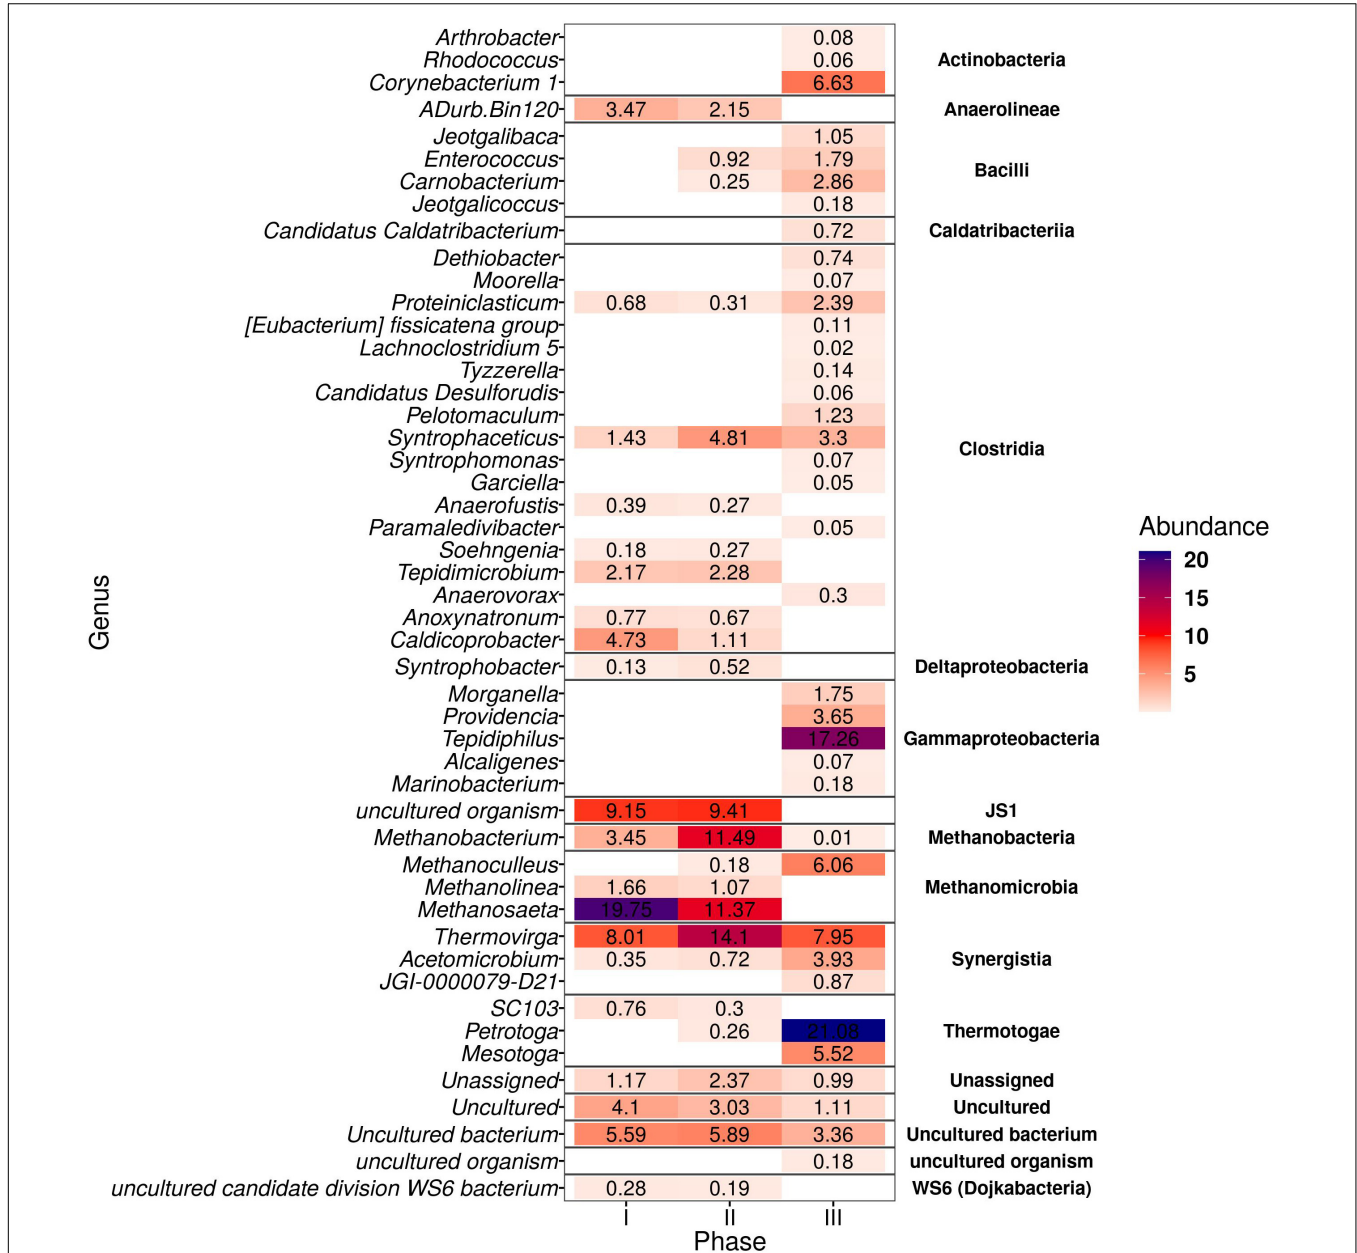 Arthrobacter 0.08
Rhodococcus 0.06 Actinobacteria
Corynebacterium 1 6.63
ADurb.Bin120 3.47 2.15 Anaerolineae
Jeotgalibaca 1.05
Enterococcus 0.92 1.79
Bacilli
Carnobacterium 0.25 2.86
Jeotgalicoccus 0.18
Candidatus Caldatribacterium 0.72 Caldatribacteriia
Dethiobacter 0.74
Moorella 0.07
Proteiniclasticum 0.68 0.31 2.39
[Eubacterium] fissicatena group 0.11
Lachnoclostridium 5 0.02
Tyzzerella 0.14
Candidatus Desulforudis 0.06
Pelotomaculum 1.23
Syntrophaceticus 1.43 4.81 3.3
Clostridia
Syntrophomonas 0.07
Garciella 0.05
Anaerofustis 0.39 0.27
Paramaledivibacter 0.05
Soehngenia 0.18 0.27
Tepidimicrobium 2.17 2.28
Anaerovorax 0.3
Anoxynatronum 0.77 0.67
Caldicoprobacter 4.73 1.11
Syntrophobacter 0.13 0.52 Deltaproteobacteria
Morganella 1.75
Providencia 3.65
Tepidiphilus 17.26 Gammaproteobacteria
Alcaligenes 0.07
Marinobacterium 0.18
uncultured organism 9.15 9.41 JS1
Methanobacterium 3.45 11.49 0.01 Methanobacteria
Methanoculleus 0.18 6.06
Methanolinea 1.66 1.07 Methanomicrobia
Methanosaeta 19.75 11.37
Thermovirga 8.01 14.1 7.95
Acetomicrobium 0.35 0.72 3.93 Synergistia
JGI-0000079-D21 0.87
SC103 0.76 0.3
Petrotoga 0.26 21.08 Thermotogae
Mesotoga 5.52
Unassigned 1.17 2.37 0.99 Unassigned
Uncultured 4.1 3.03 1.11 Uncultured
Uncultured bacterium 5.59 5.89 3.36 Uncultured bacterium
uncultured organism 0.18 uncultured organism
uncultured candidate division WS6 bacterium 0.28 0.19 WS6 (Dojkabacteria)
I II III
Phase
Genus
Abundance
20
15
10
5